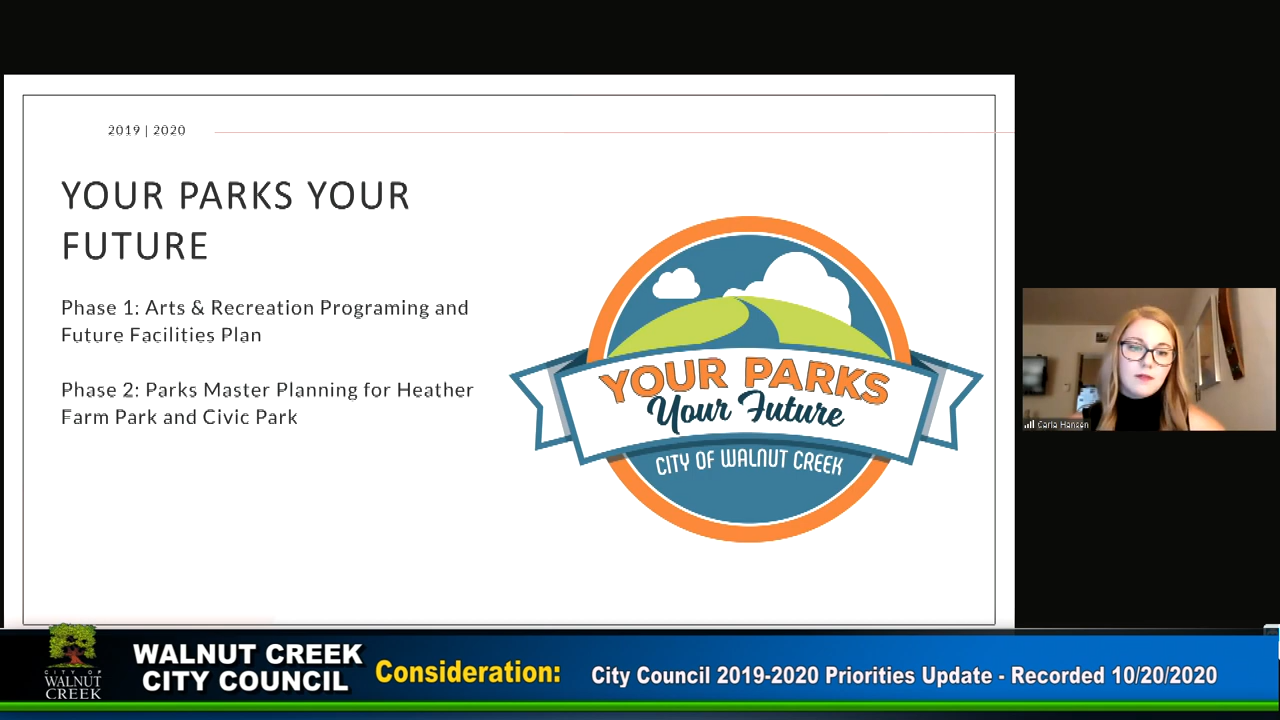 2019 | 2020
YOUR PARKS YOUR
FUTURE
Phase 1: Arts & Recreation Programing and
Future Facilities Plan
Phase 2: Parks Master Planning for Heather
Farm Park and Civic Park
YOUR PARKS
Your Future
CITY OF WALNUT CREEK
Carla Hansen
CITY OF
WALNUT
CREEK
WALNUT CREEK
CITY COUNCIL
Consideration:
City Council 2019-2020 Priorities Update - Recorded 10/20/2020